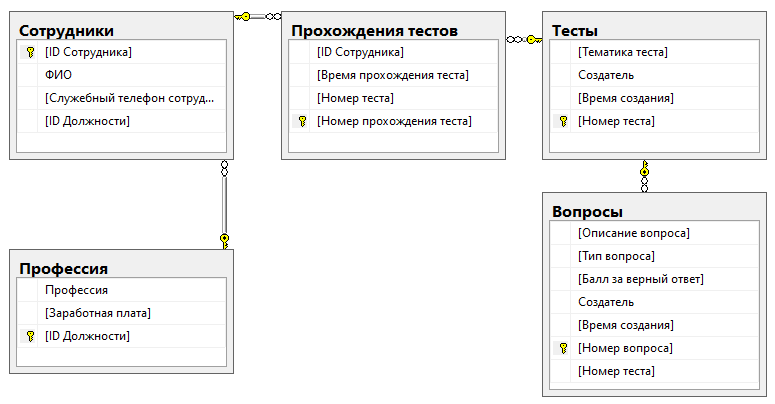 Сотрудники
[ID Сотрудника]
ФИО
[Служебный телефон сотруд...
[ID Должности]
Прохождения тестов
[ID Сотрудника]
[Время прохождения теста]
[Номер теста]
[Номер прохождения теста]
Тесты
[Тематика теста]
Создатель
[Время создания]
[Номер теста]
Профессия
Профессия
[Заработная плата]
[ID Должности]
Вопросы
[Описание вопроса]
[Тип вопроса]
[Балл за верный ответ]
Создатель
[Время создания]
[Номер вопроса]
[Номер теста]